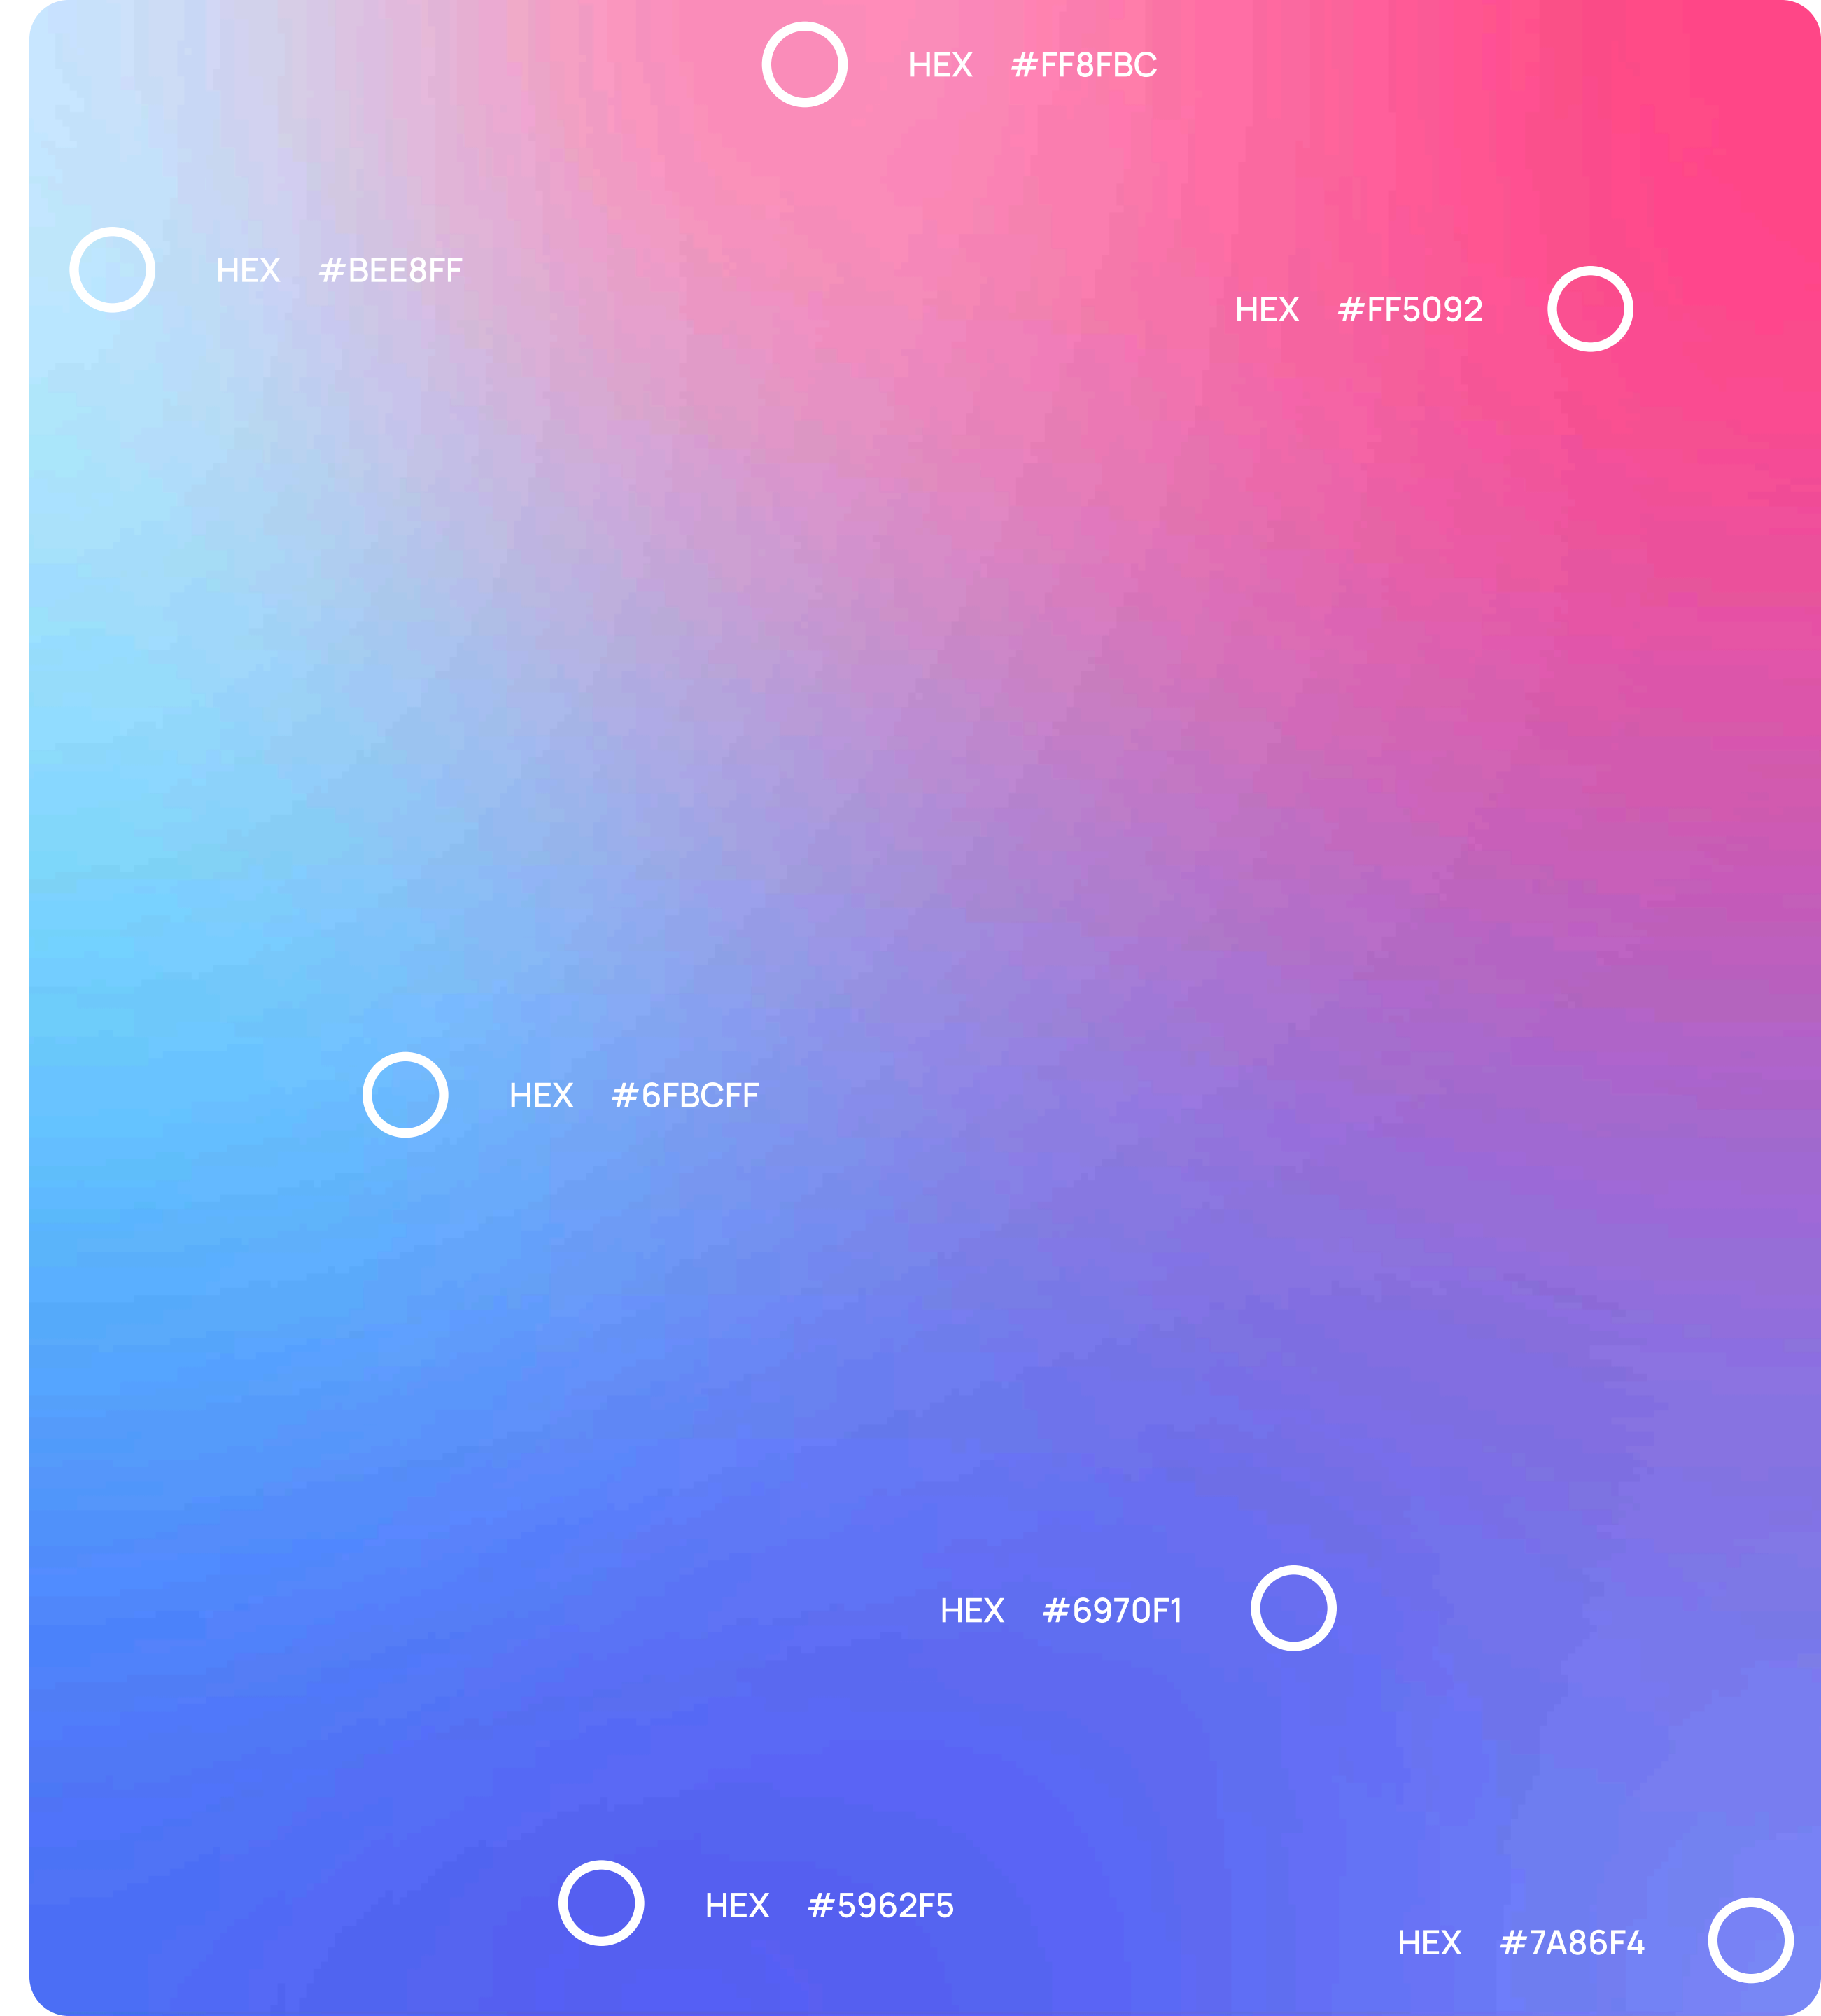 HEX #FF8FBC
HEX #BEE8FF
HEX #FF5092
HEX #6FBCFF
HEX #6970F1
HEX #5962F5
HEX #7A86F4